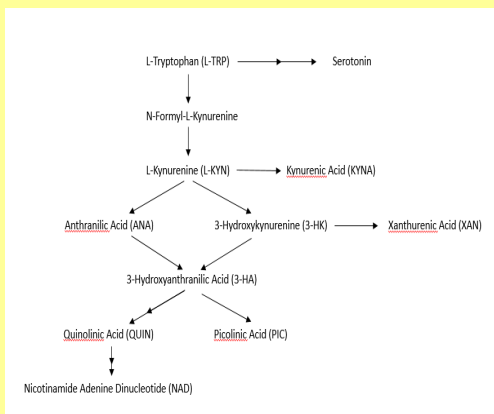 L-Tryptophan (L-TRP) Serotonin
N-Formyl-L-Kynurenine
L-Kynurenine (L-KYN) Kynurenic Acid (KYNA)
Anthranilic Acid (ANA) 3-Hydroxykynurenine (3-HK) Xanthurenic Acid (XAN)
3-Hydroxyanthranilic Acid (3-HA)
Quinolinic Acid (QUIN) Picolinic Acid (PIC)
Nicotinamide Adenine Dinucleotide (NAD)